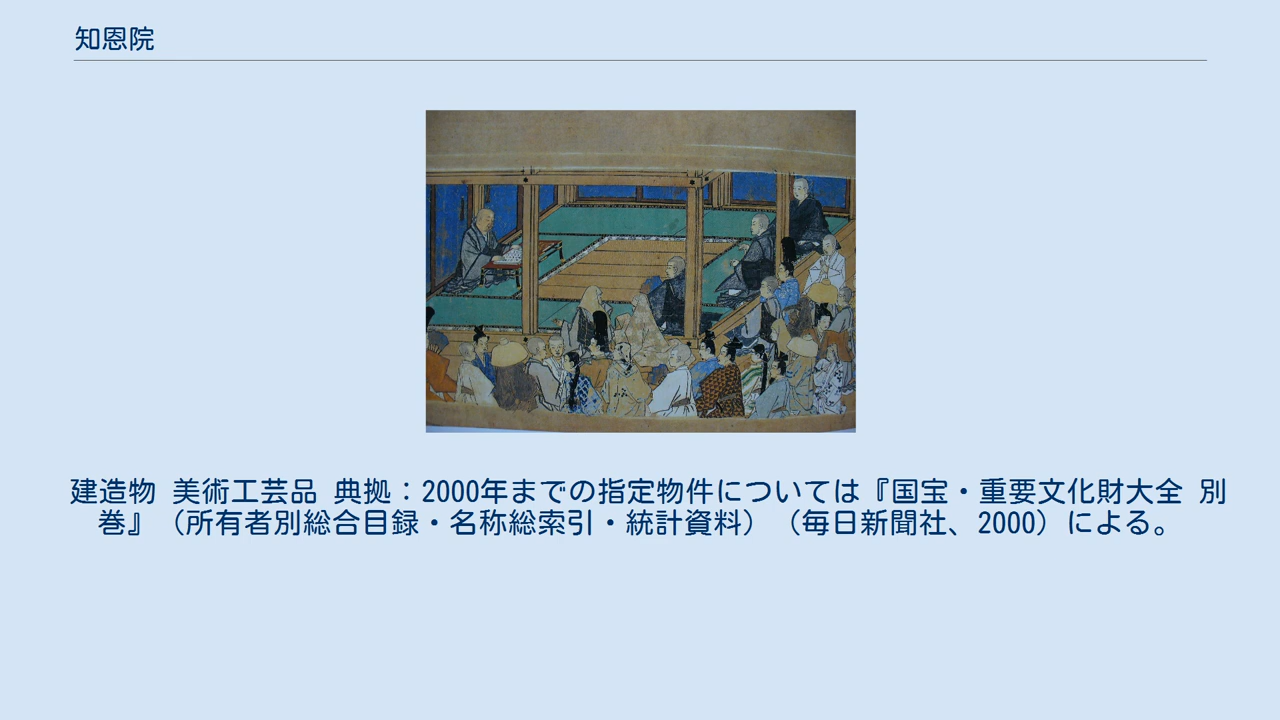 知恩院
建造物 美術工芸品 典拠：2000年までの指定物件については『国宝・重要文化財大全 別
巻』（所有者別総合目録・名称総索引・統計資料）（毎日新聞社、2000）による。